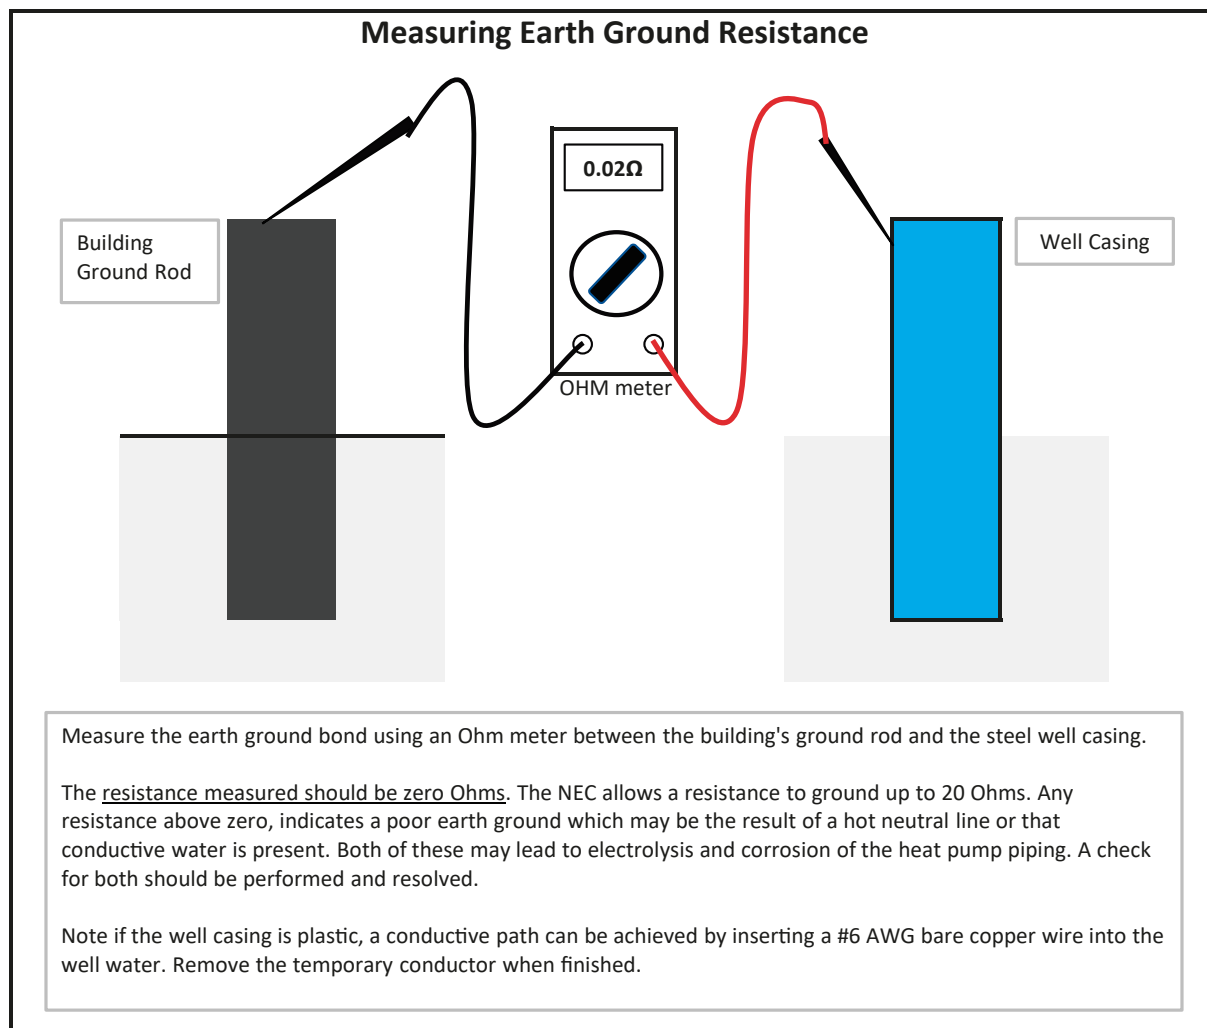 Measuring Earth Ground Resistance
0.02Ω
Building
Ground Rod
Well Casing
OHM meter
Measure the earth ground bond using an Ohm meter between the building's ground rod and the steel well casing.
The resistance measured should be zero Ohms. The NEC allows a resistance to ground up to 20 Ohms. Any
resistance above zero, indicates a poor earth ground which may be the result of a hot neutral line or that
conductive water is present. Both of these may lead to electrolysis and corrosion of the heat pump piping. A check
for both should be performed and resolved.
Note if the well casing is plastic, a conductive path can be achieved by inserting a #6 AWG bare copper wire into the
well water. Remove the temporary conductor when finished.